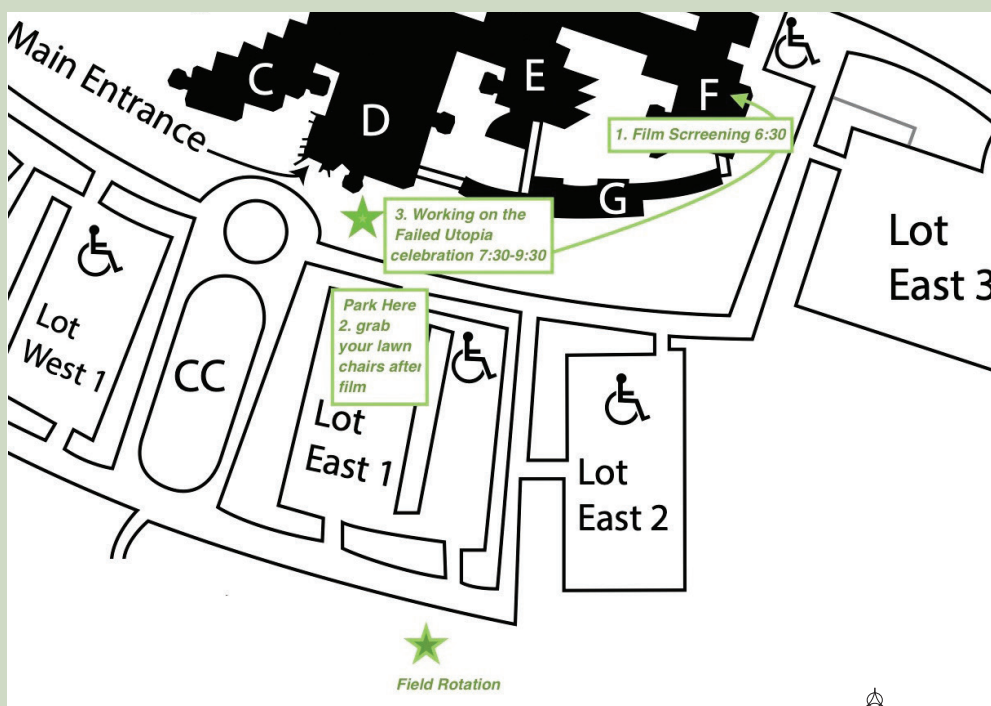 Main Entrance
C
D
E
F
1. Film Scrreening 6:30
G
3. Working on the
Failed Utopia
celebration 7:30-9:30
Lot
East 3
Park Here
2. grab
your lawn
chairs after
film
Lot
West 1
CC
Lot
East 1
Lot
East 2
Field Rotation